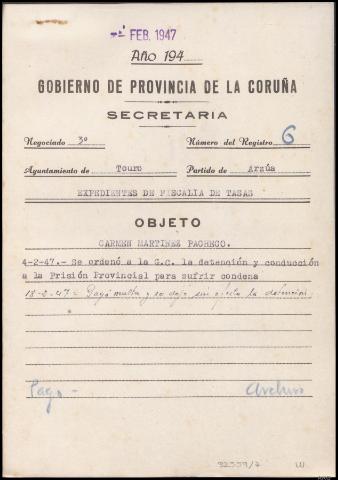 FEB. 1947
Año 194
GOBIERNO DE PROVINCIA DE LA CORUÑA
SECRETARIA
Negociado 3º Número del Registro 6
Ayuntamiento de Touro Partido de Arzúa
EXPEDIENTES DE FISCALIA DE TASAS
OBJETO
CARMEN MARTINEZ PACHECO.
4-2-47.- Se ordenó a la G.C. la detención y conducción
a la Prisión Provincial para sufrir condena
18-2-47- Pagó multa y se dejó sin efecto la detención.
Pago- Archivo